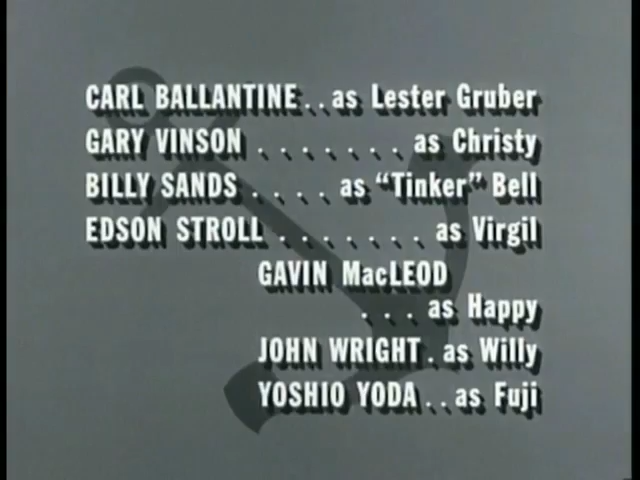 CARL BALLANTINE . . as Lester Gruber
GARY VINSON . . . . . . . as Christy
BILLY SANDS . . . . as "Tinker" Bell
EDSON STROLL . . . . . . . as Virgil
GAVIN MacLEOD
. . . as Happy
JOHN WRIGHT . as Willy
YOSHIO YODA . . as Fuji